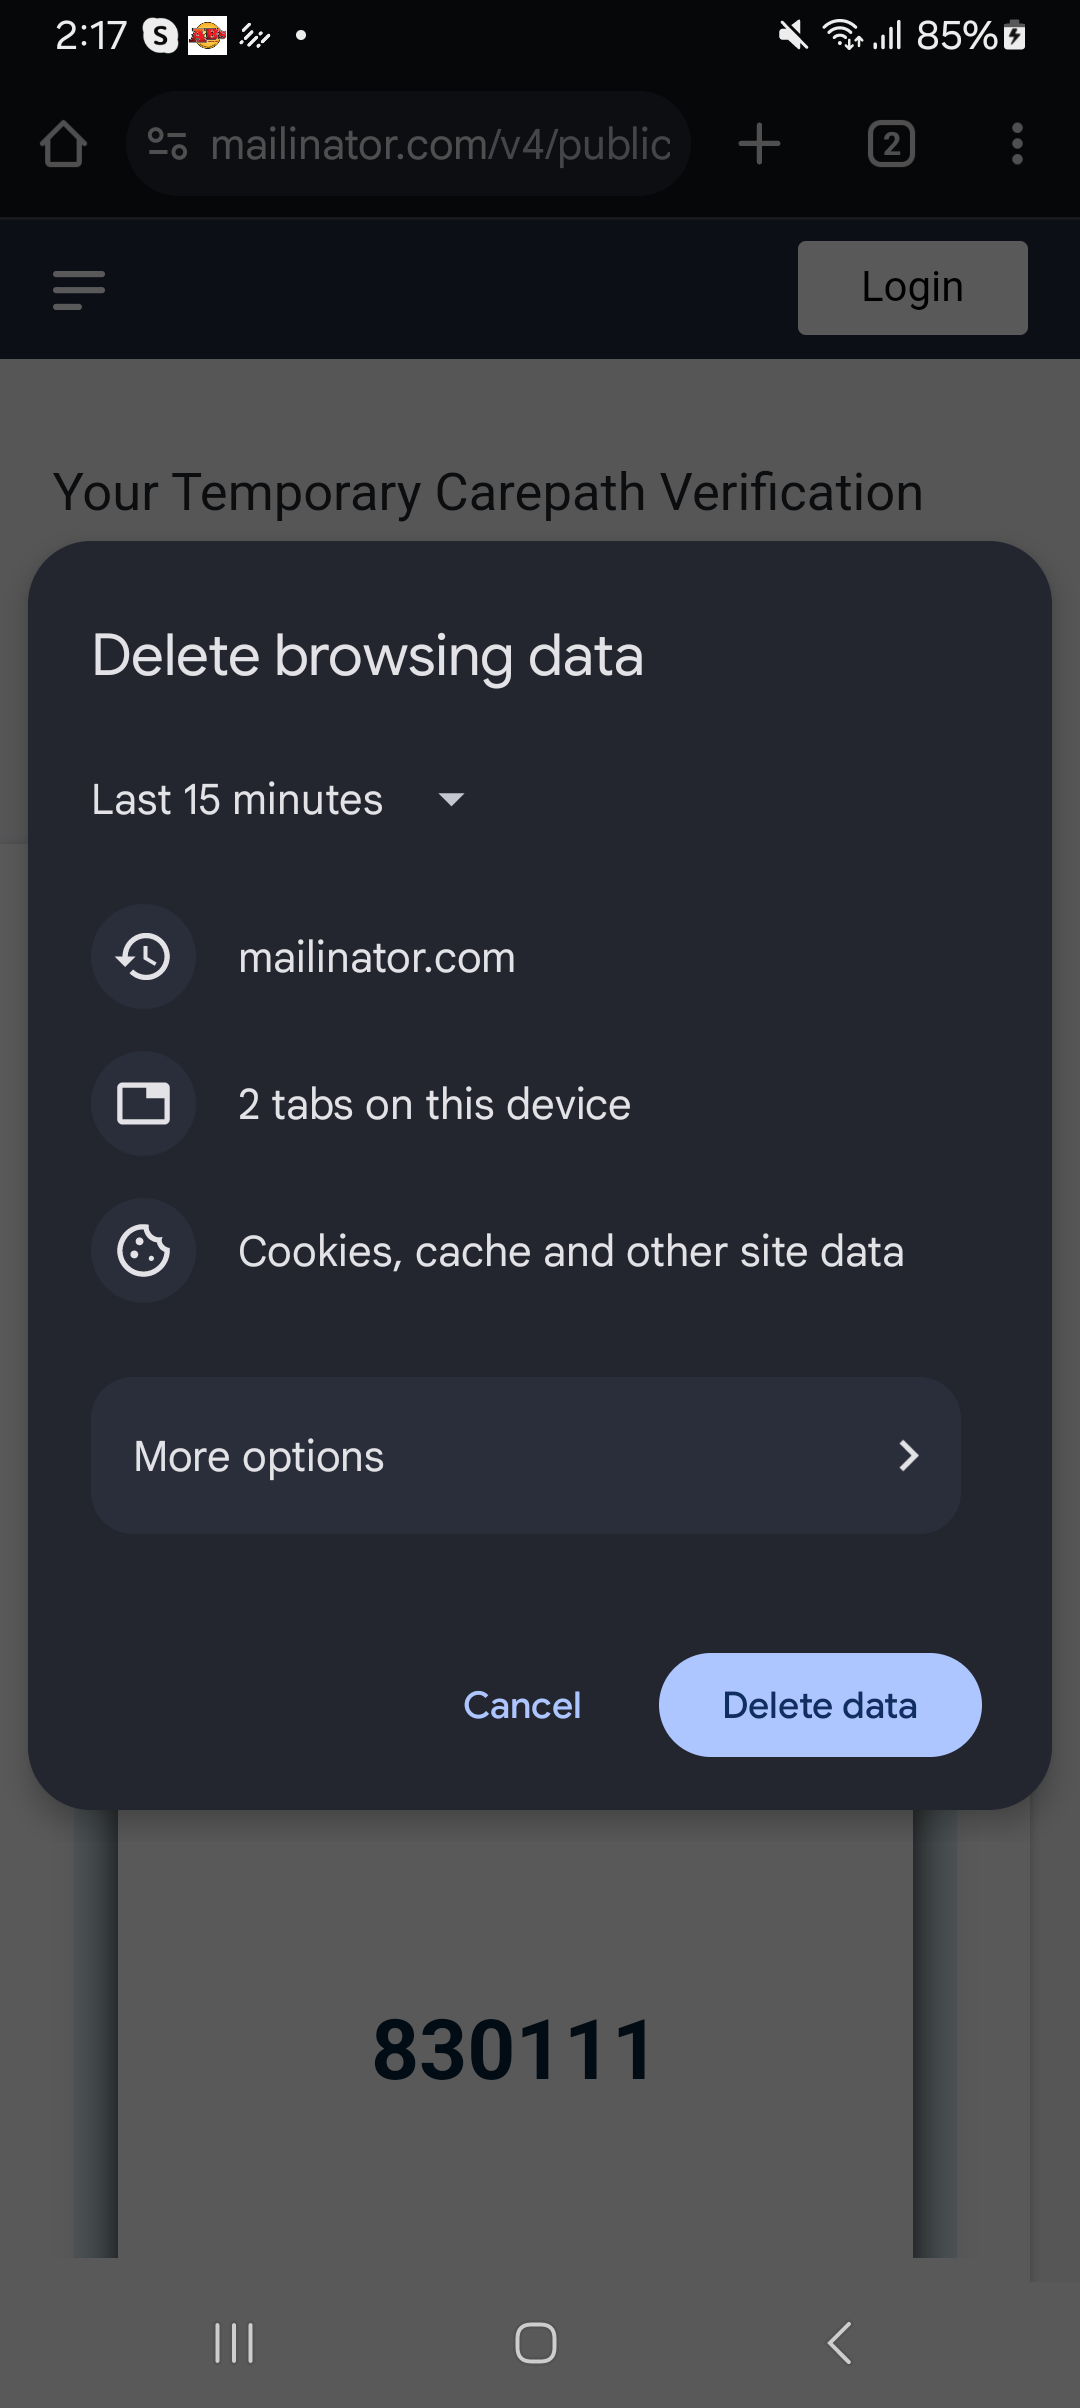 2:17 S 85%
mailinator.com/v4/public
2
Login
Your Temporary Carepath Verification
Delete browsing data
Last 15 minutes
mailinator.com
2 tabs on this device
Cookies, cache and other site data
More options
Cancel
Delete data
830111